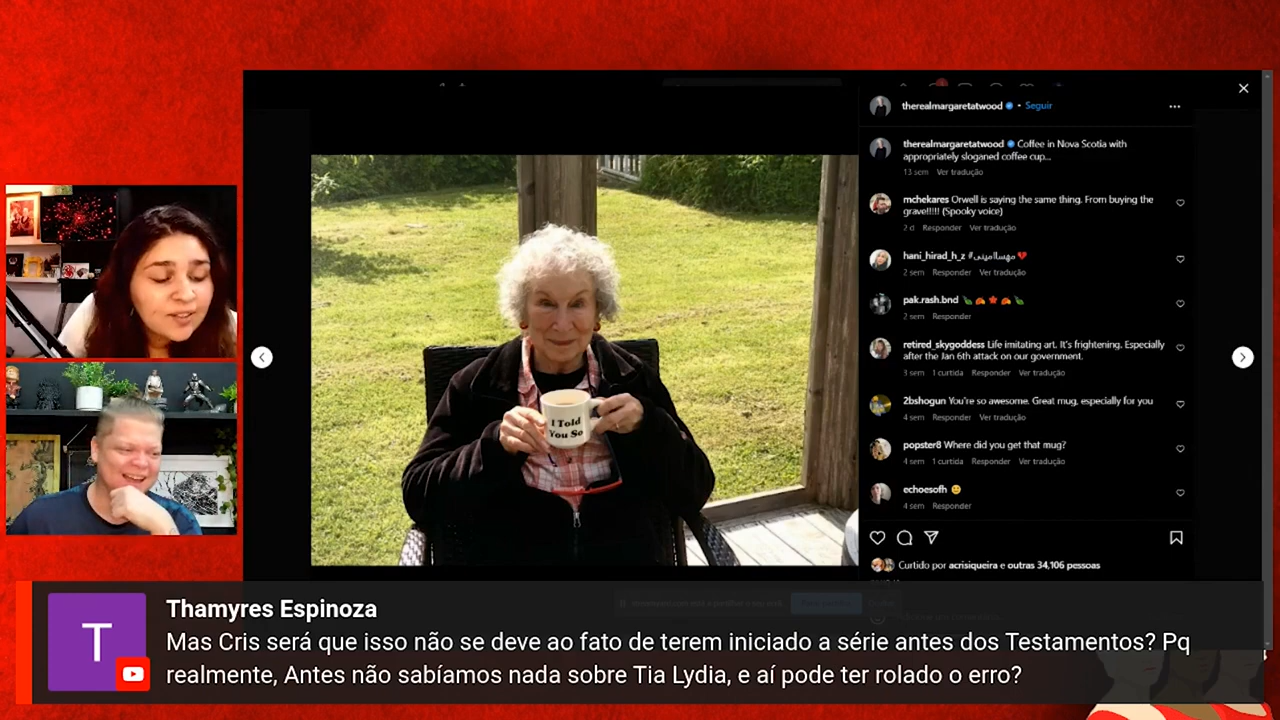 therealmargaretatwood • Seguir
therealmargaretatwood Coffee in Nova Scotia with
appropriately sloganed coffee cup...
13 sem Ver tradução
mchekares Orwell is saying the same thing. From buying the
grave!!!!! (Spooky voice)
2 d Responder Ver tradução
hani_hirad_h_z #مهساامینی💔
2 sem Responder Ver tradução
pak.rash.bnd
2 sem Responder
retired_skygoddess Life imitating art. It's frightening. Especially
after the Jan 6th attack on our government.
3 sem 1 curtida Responder Ver tradução
2bshogun You're so awesome. Great mug, especially for you
4 sem Responder Ver tradução
popster8 Where did you get that mug?
4 sem 1 curtida Responder Ver tradução
echoesofh
4 sem Responder
Curtido por acrisiqueira e outras 34,106 pessoas
I Told
You So
T
Thamyres Espinoza
Mas Cris será que isso não se deve ao fato de terem iniciado a série antes dos Testamentos? Pq
realmente, Antes não sabíamos nada sobre Tia Lydia, e aí pode ter rolado o erro?